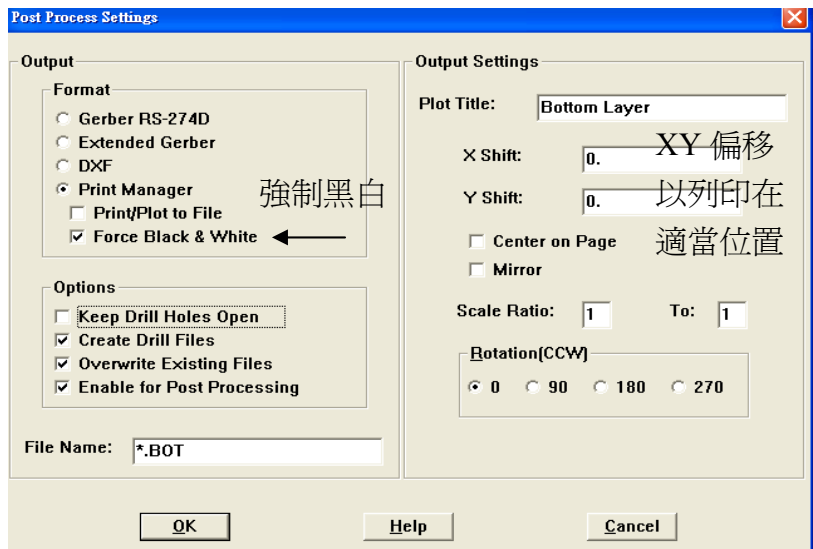 Post Process Settings
Output
Format
Gerber RS-274D
Extended Gerber
DXF
Print Manager
Print/Plot to File
Force Black & White
強制黑白
Options
Keep Drill Holes Open
Create Drill Files
Overwrite Existing Files
Enable for Post Processing
File Name: *.BOT
Output Settings
Plot Title: Bottom Layer
X Shift: 0.
Y Shift: 0.
XY 偏移
以列印在
適當位置
Center on Page
Mirror
Scale Ratio: 1 To: 1
Rotation(CCW)
0 90 180 270
OK Help Cancel